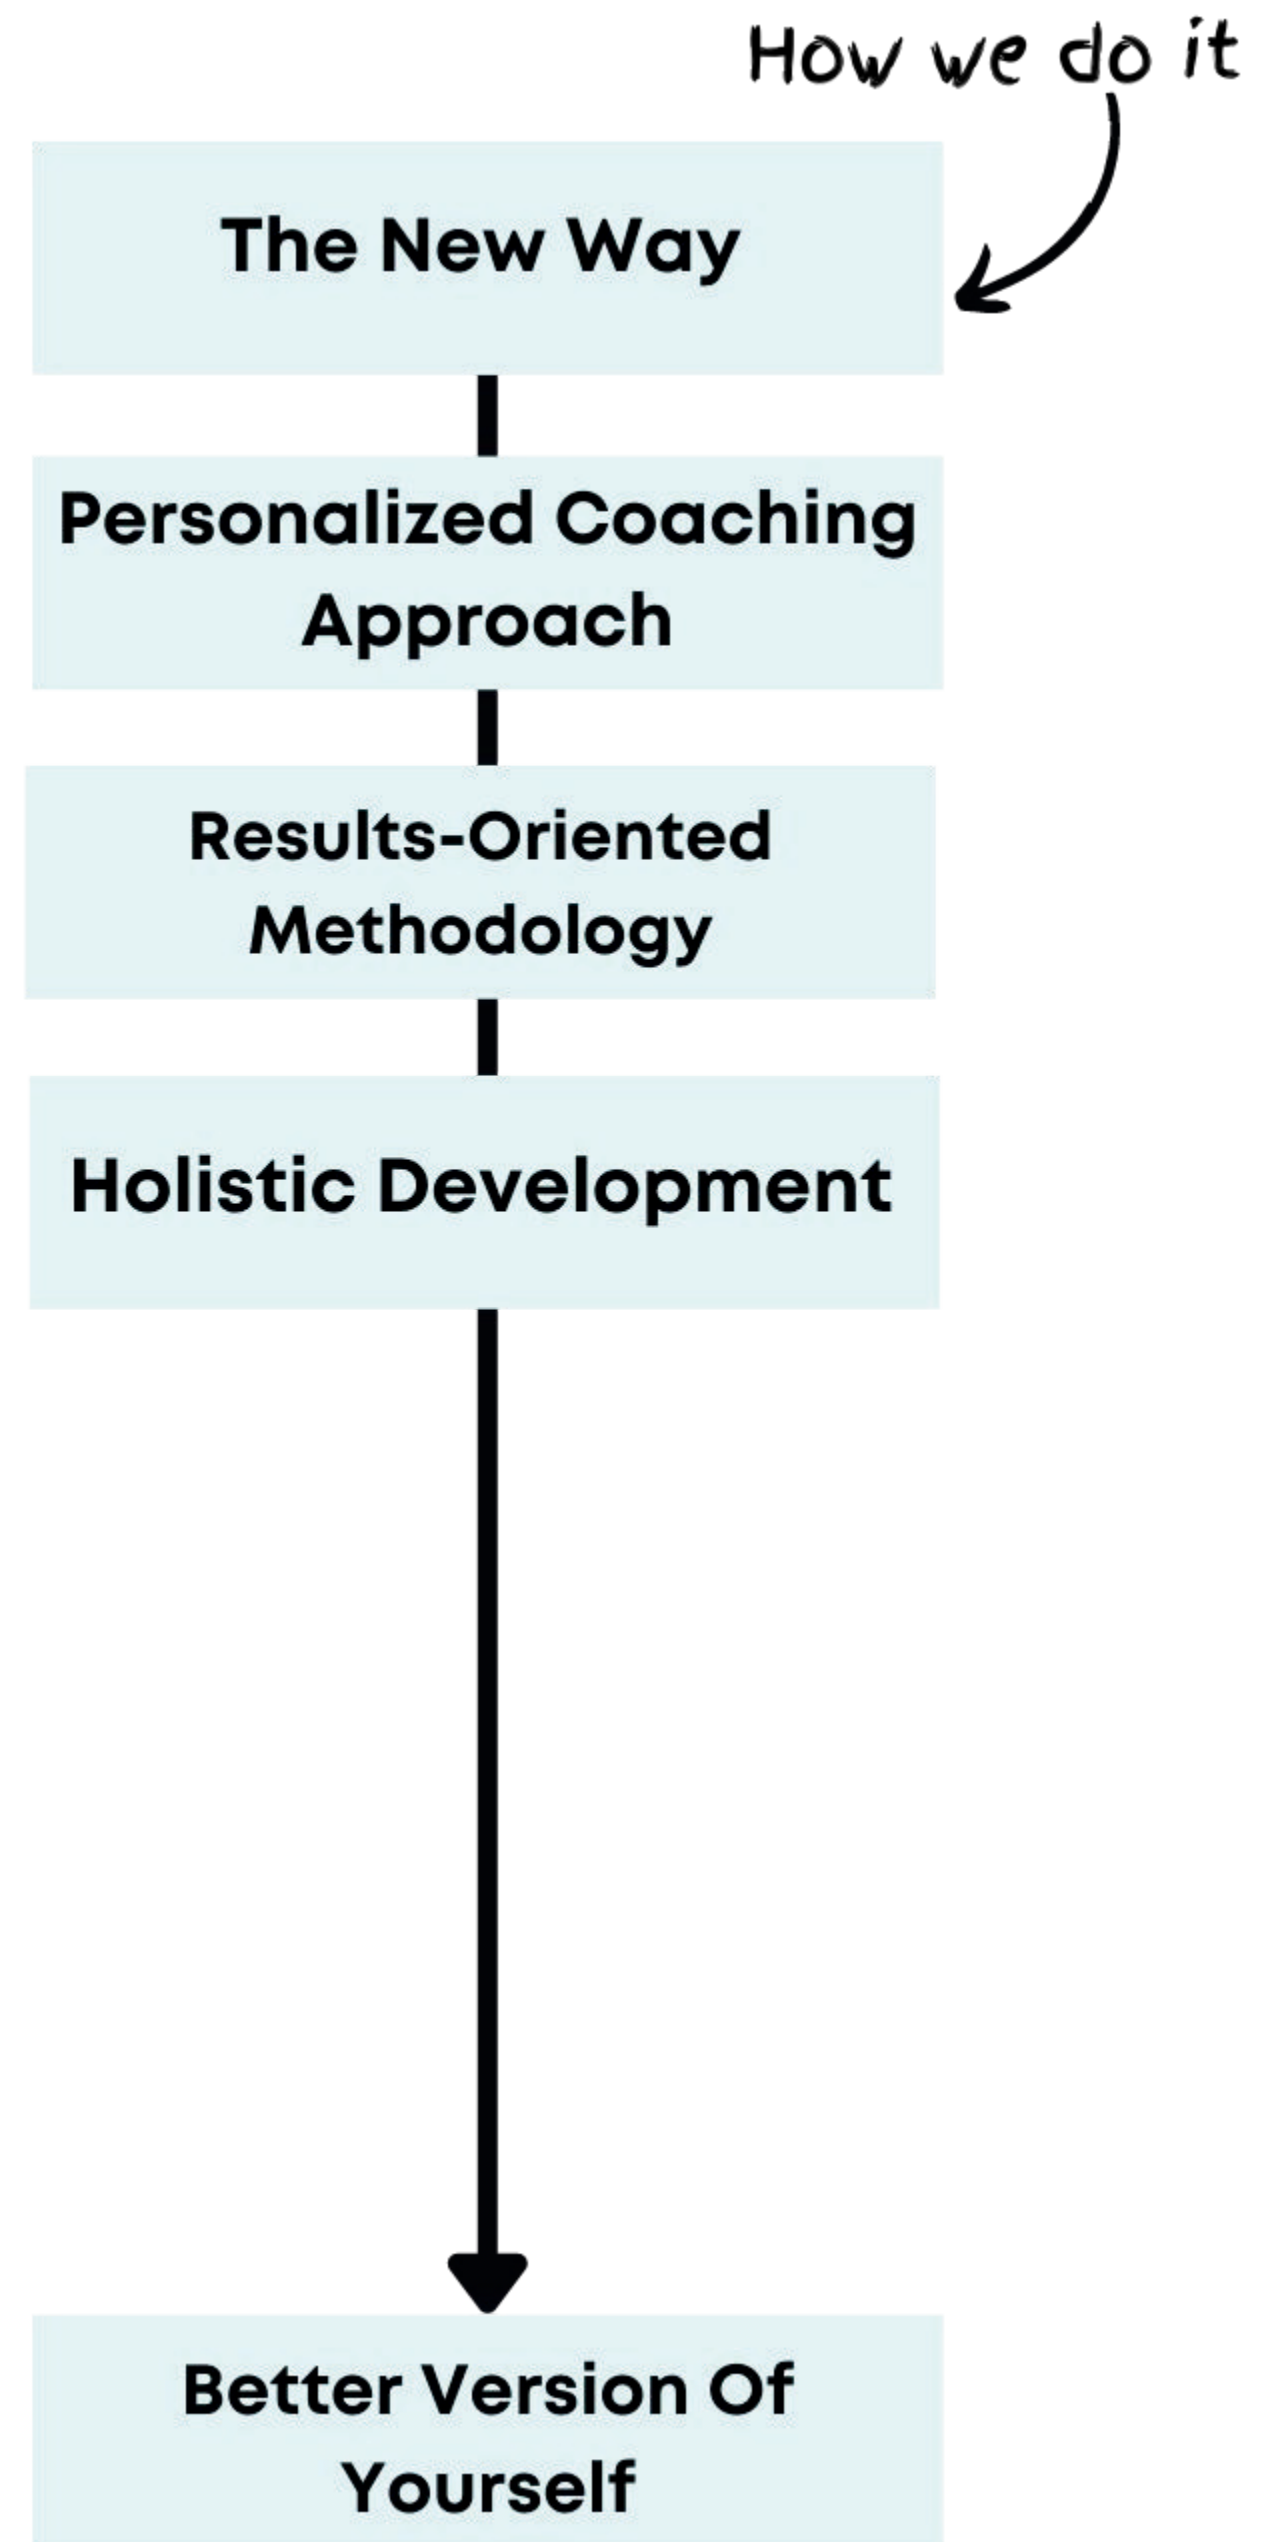 How we do it
The New Way
Personalized Coaching
Approach
Results-Oriented
Methodology
Holistic Development
Better Version Of
Yourself